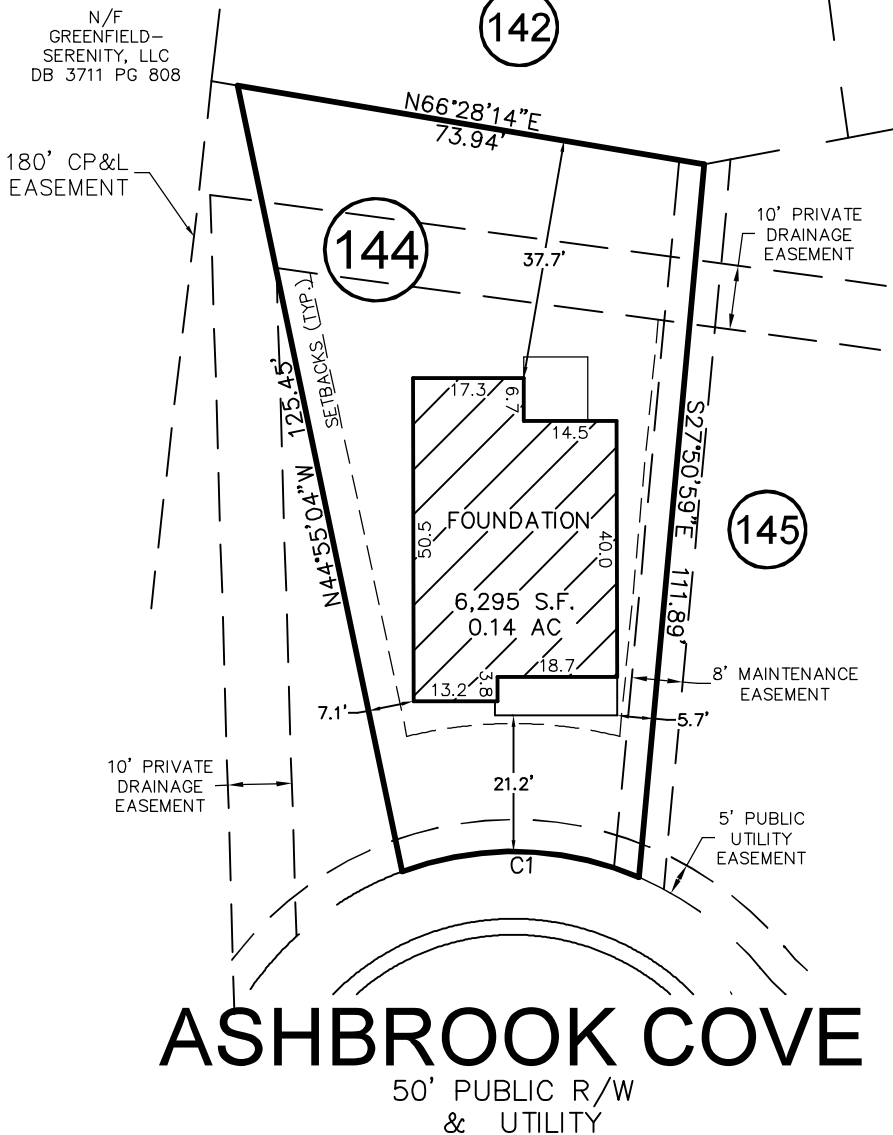 N/F
GREENFIELD-
SERENITY, LLC
DB 3711 PG 808
142
N66°28'14"E
73.94'
180' CP&L
EASEMENT
144
10' PRIVATE
DRAINAGE
EASEMENT
37.7'
SETBACKS (TYP.)
N44°55'04"W 125.45'
17.3
6.7
14.5
S27°50'59"E 111.89'
FOUNDATION
50.5
40.0
145
6,295 S.F.
0.14 AC
18.7
13.2
3.8
8' MAINTENANCE
EASEMENT
7.1'
5.7'
10' PRIVATE
DRAINAGE
EASEMENT
21.2'
5' PUBLIC
UTILITY
EASEMENT
C1
ASHBROOK COVE
50' PUBLIC R/W
& UTILITY